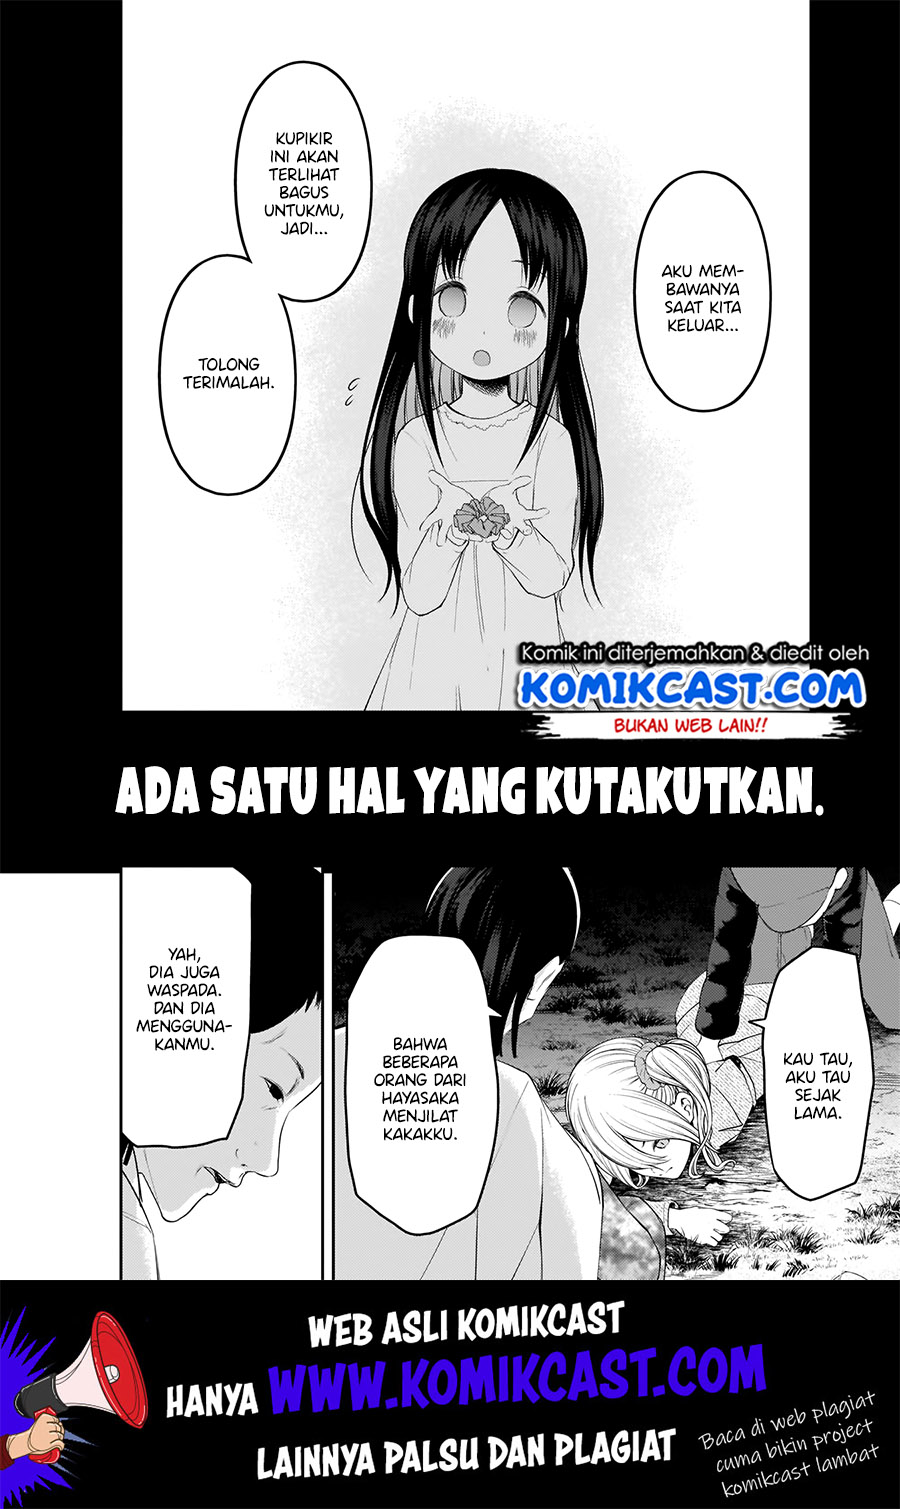 AKU MEM-
BAWANYA
SAAT KITA
KELUAR...
KUPIKIR
INI AKAN
TERLIHAT
BAGUS
UNTUKMU,
JADI...
TOLONG
TERIMALAH.
Komik ini diterjemahkan & diedit oleh
KOMIKCAST.COM
BUKAN WEB LAIN!!
ADA SATU HAL YANG KUTAKUTKAN.
KAU TAU,
AKU TAU
SEJAK
LAMA.
BAHWA
BEBERAPA
ORANG DARI
HAYASAKA
MENJILAT
KAKAKKU.
YAH,
DIA JUGA
WASPADA.
DAN DIA
MENGGUNA-
KANMU.
WEB ASLI KOMIKCAST
HANYA WWW.KOMIKCAST.COM
LAINNYA PALSU DAN PLAGIAT
Baca di web plagiat
cuma bikin project
komikcast lambat